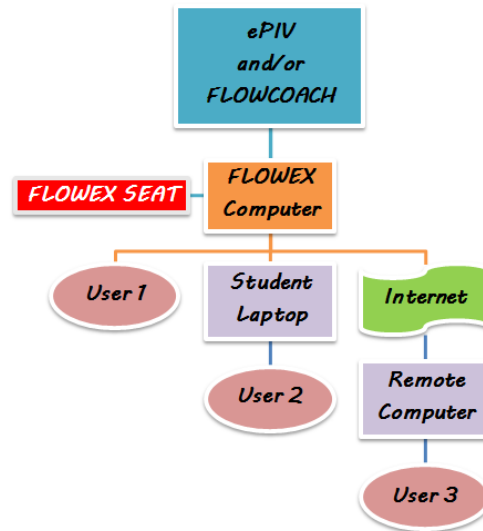 ePIV
and/or
FLOWCOACH
FLOWEX SEAT
FLOWEX
Computer
User 1
Student
Laptop
Internet
User 2
Remote
Computer
User 3